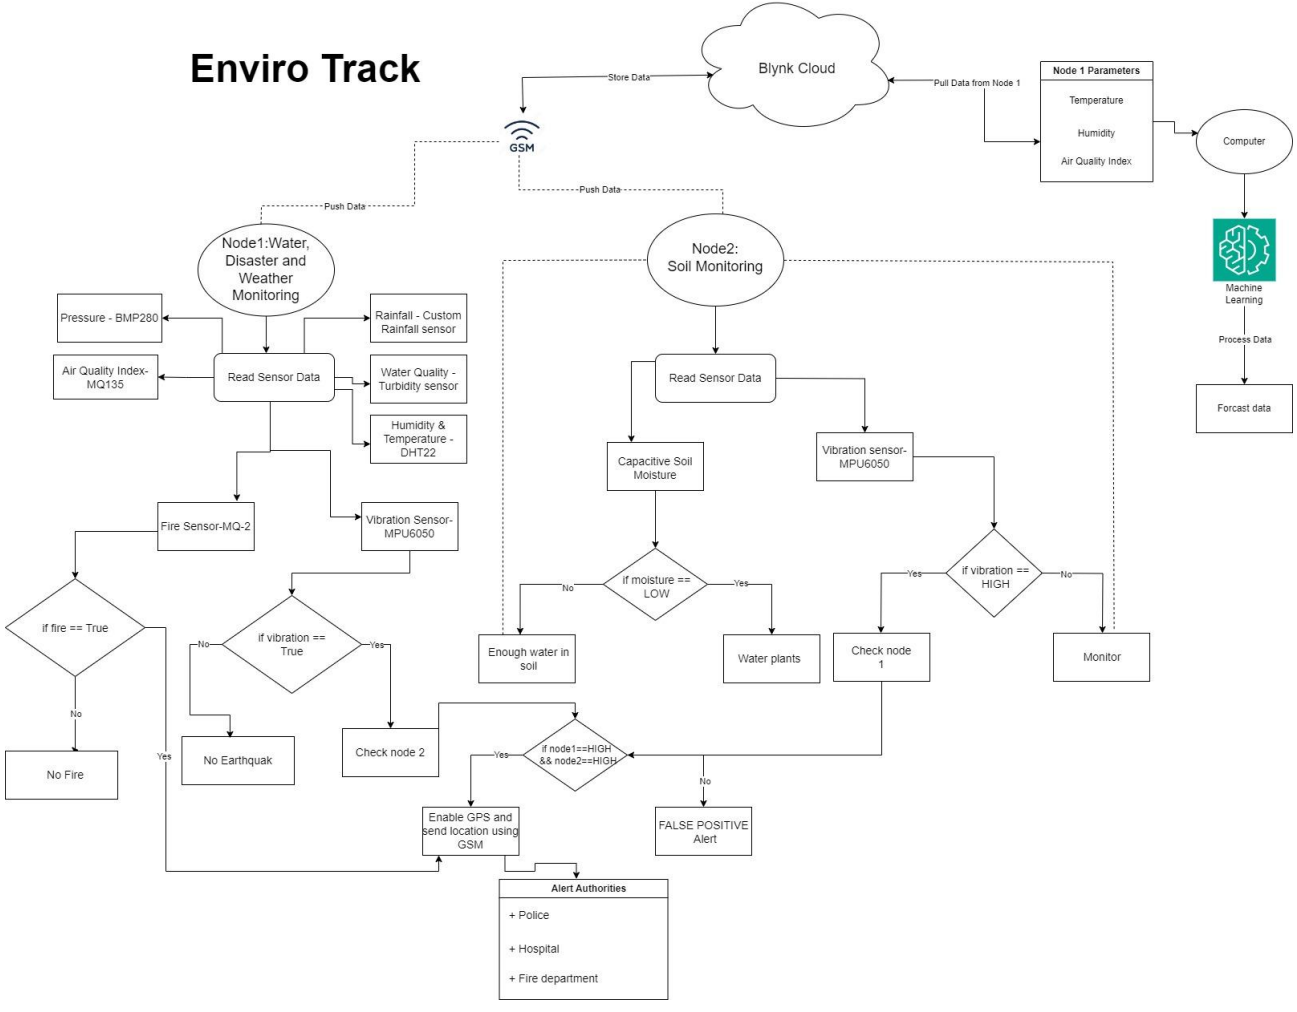 Enviro Track
Blynk Cloud
Store Data
Pull Data from Node 1
Node 1 Parameters
Temperature
Humidity
Air Quality Index
Computer
GSM
Push Data
Push Data
Node1:Water,
Disaster and
Weather
Monitoring
Node2:
Soil Monitoring
Machine
Learning
Process Data
Forcast data
Pressure - BMP280
Rainfall - Custom
Rainfall sensor
Air Quality Index-
MQ135
Read Sensor Data
Water Quality -
Turbidity sensor
Humidity &
Temperature -
DHT22
Read Sensor Data
Capacitive Soil
Moisture
Vibration sensor-
MPU6050
Fire Sensor-MQ-2
Vibration Sensor-
MPU6050
if moisture ==
LOW
No
Yes
if vibration ==
HIGH
Yes
No
if fire == True
if vibration ==
True
No
Yes
Enough water in
soil
Water plants
Check node
1
Monitor
No
Yes
No Fire
No Earthquak
Check node 2
if node1==HIGH
&& node2==HIGH
Yes
No
Enable GPS and
send location using
GSM
FALSE POSITIVE
Alert
Alert Authorities
+ Police
+ Hospital
+ Fire department